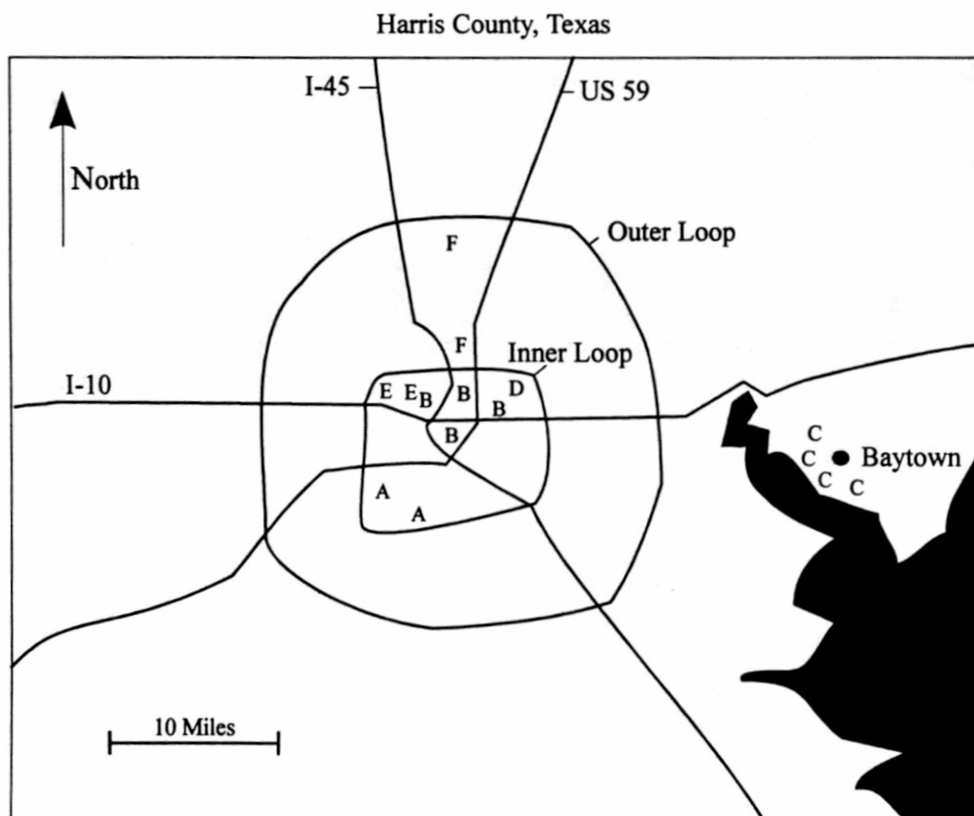 Harris County, Texas
I-45
US 59
North
F
Outer Loop
F
Inner Loop
I-10
E
E
B
B
D
B
B
C
C
Baytown
C
C
A
A
10 Miles